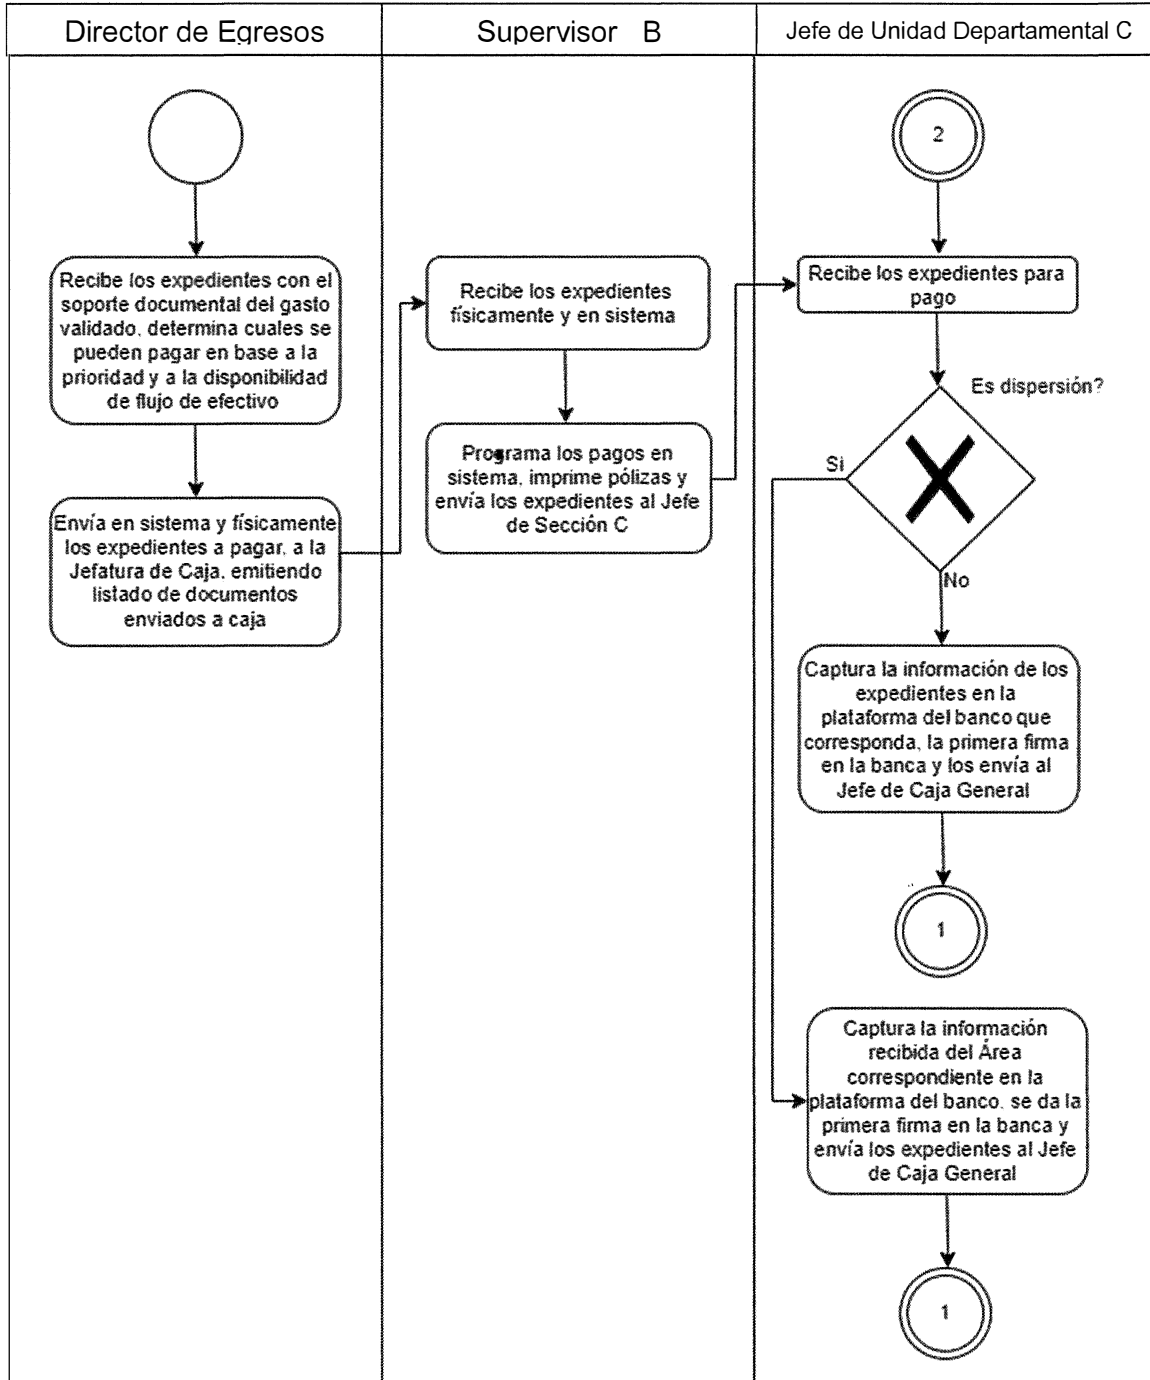 Director de Egresos
Supervisor B
Jefe de Unidad Departamental C
Recibe los expedientes con el
soporte documental del gasto
validado, determina cuales se
pueden pagar en base a la
prioridad y a la disponibilidad
de flujo de efectivo
Envía en sistema y físicamente
los expedientes a pagar, a la
Jefatura de Caja, emitiendo
listado de documentos
enviados a caja
Recibe los expedientes
físicamente y en sistema
Programa los pagos en
sistema, imprime pólizas y
envía los expedientes al Jefe
de Sección C
2
Recibe los expedientes para
pago
Es dispersión?
Si
No
Captura la información de los
expedientes en la
plataforma del banco que
corresponda, la primera firma
en la banca y los envía al
Jefe de Caja General
1
Captura la información
recibida del Área
correspondiente en la
plataforma del banco, se da la
primera firma en la banca y
envía los expedientes al Jefe
de Caja General
1